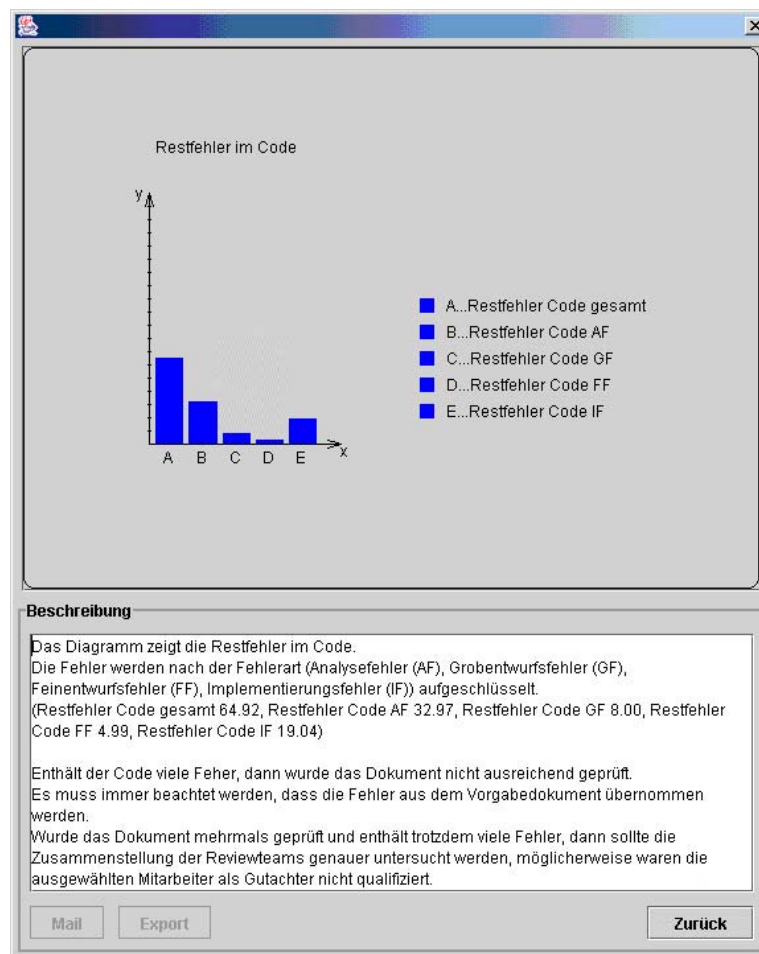 Restfehler im Code
y
A...Restfehler Code gesamt
B...Restfehler Code AF
C...Restfehler Code GF
D...Restfehler Code FF
E...Restfehler Code IF
x
A B C D E
Beschreibung
Das Diagramm zeigt die Restfehler im Code.
Die Fehler werden nach der Fehlerart (Analysefehler (AF), Grobentwurfsfehler (GF),
Feinentwurfsfehler (FF), Implementierungsfehler (IF)) aufgeschlüsselt.
(Restfehler Code gesamt 64.92, Restfehler Code AF 32.97, Restfehler Code GF 8.00, Restfehler
Code FF 4.99, Restfehler Code IF 19.04)
Enthält der Code viele Feher, dann wurde das Dokument nicht ausreichend geprüft.
Es muss immer beachtet werden, dass die Fehler aus dem Vorgabedokument übernommen
werden.
Wurde das Dokument mehrmals geprüft und enthält trotzdem viele Fehler, dann sollte die
Zusammenstellung der Reviewteams genauer untersucht werden, möglicherweise waren die
ausgewählten Mitarbeiter als Gutachter nicht qualifiziert.
Mail Export Zurück